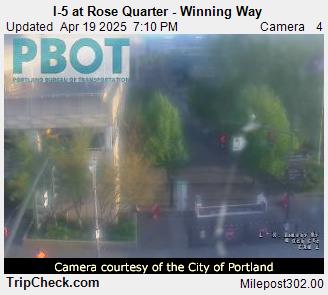 I-5 at Rose Quarter - Winning Way
Updated Apr 19 2025 7:10 PM Camera 4
PBOT
PORTLAND BUREAU OF TRANSPORTATION
Camera courtesy of the City of Portland
TripCheck.com Milepost302.00